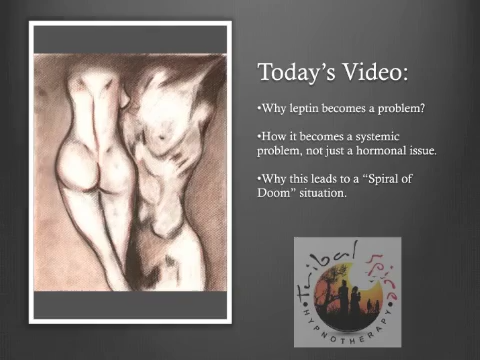 Today's Video:
•Why leptin becomes a problem?
•How it becomes a systemic
problem, not just a hormonal issue.
•Why this leads to a “Spiral of
Doom” situation.
tribal spice
HYPNOTHERAPY